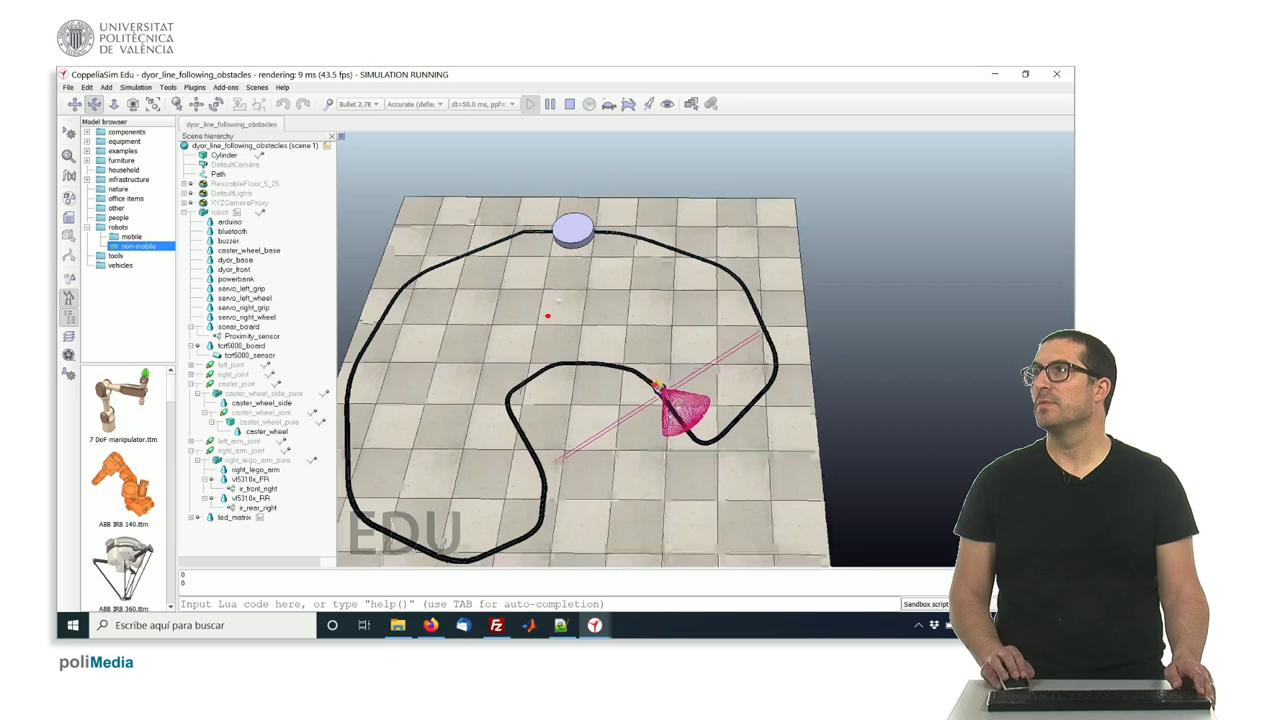 UNIVERSITAT
POLITÈCNICA
DE VALÈNCIA
CoppeliaSim Edu - dyor_line_following_obstacles - rendering: 9 ms (43.5 fps) - SIMULATION RUNNING
File Edit Add Simulation Tools Plugins Add-ons Scenes Help
Bullet 2.78 Accurate (defau dt=50.0 ms, ppf=
Model browser
components
equipment
examples
furniture
household
infrastructure
nature
office items
other
people
robots
mobile
non-mobile
tools
vehicles
7 DoF manipulator.ttm
ABB IRB 140.ttm
ABB IRB 360.ttm
dyor_line_following_obstacles
Scene hierarchy
dyor_line_following_obstacles (scene 1)
Cylinder
DefaultCamera
Path
ResizableFloor_5_25
DefaultLights
XYZCameraProxy
robot
arduino
bluetooth
buzzer
caster_wheel_base
dyor_base
dyor_front
powerbank
servo_left_grip
servo_left_wheel
servo_right_grip
servo_right_wheel
sonar_board
Proximity_sensor
tcrt5000_board
tcrt5000_sensor
left_joint
right_joint
caster_joint
caster_wheel_side_pure
caster_wheel_side
caster_wheel_joint
caster_wheel_pure
caster_wheel
left_arm_joint
right_arm_joint
right_lego_arm_pure
right_lego_arm
vl5310x_FR
ir_front_right
vl5310x_RR
ir_rear_right
led_matrix
EDU
0
0
Input Lua code here, or type "help()" (use TAB for auto-completion)
Sandbox script
Escribe aquí para buscar
poliMedia